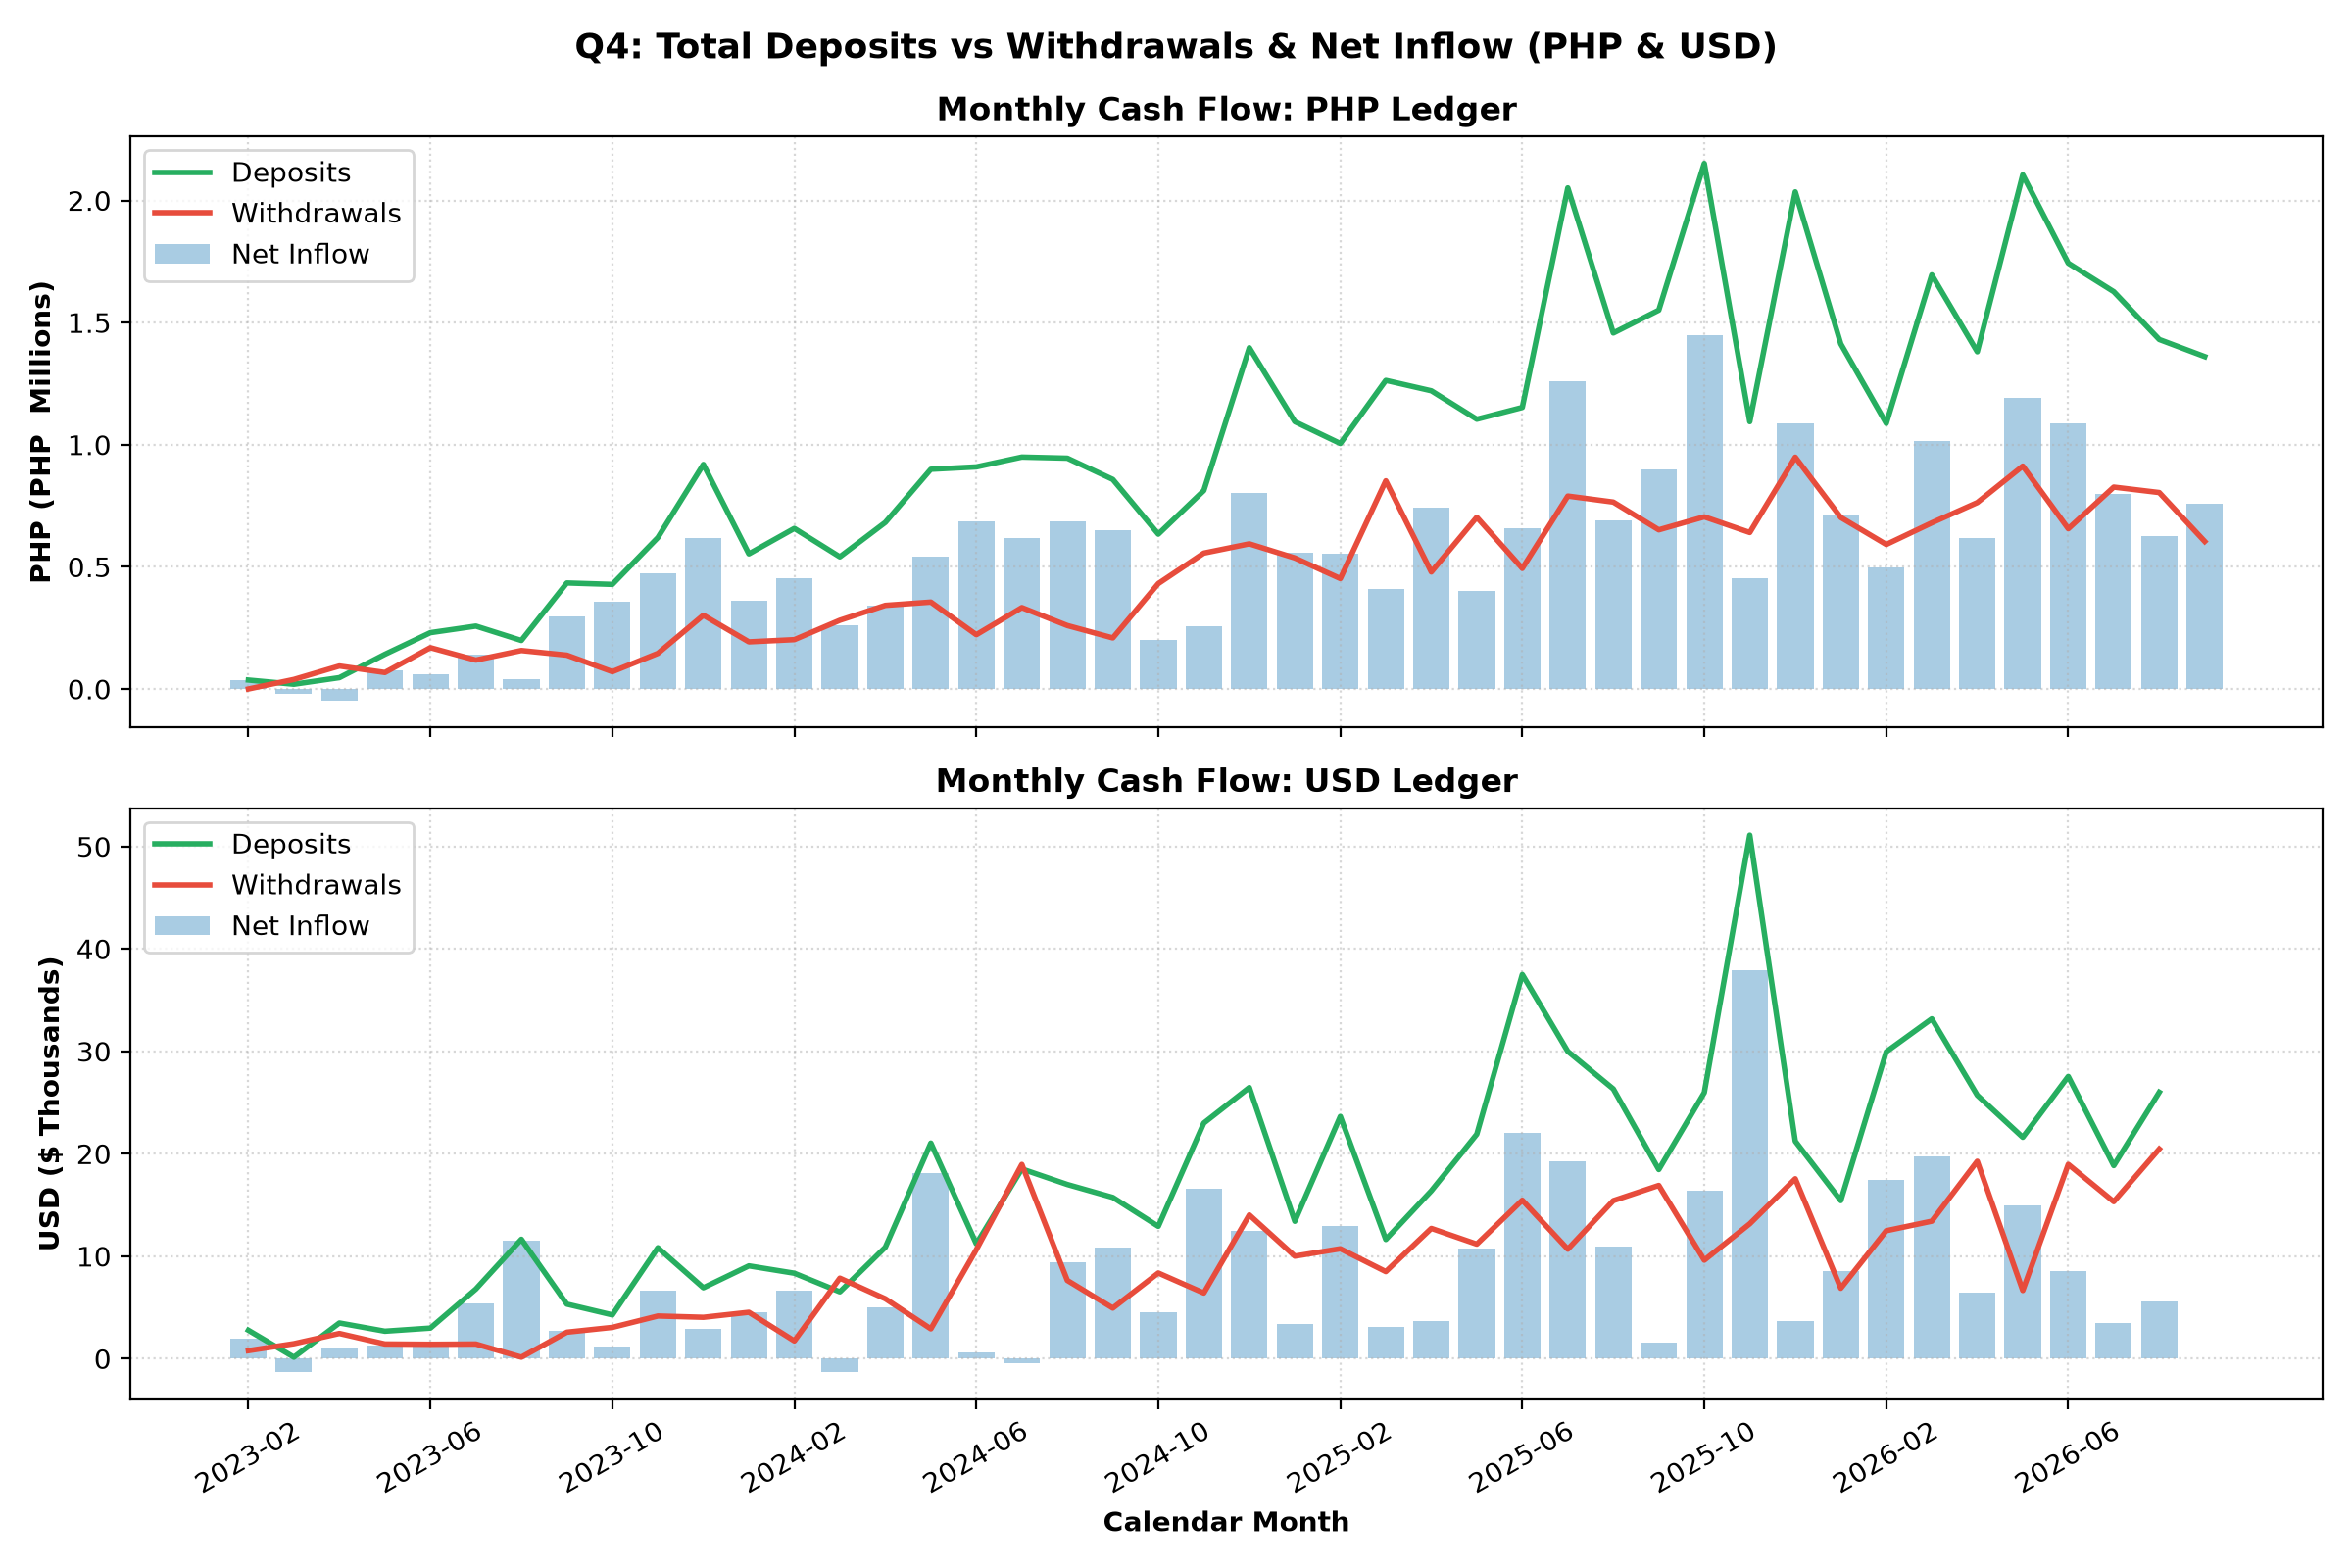 Q4: Total Deposits vs Withdrawals & Net Inflow (PHP & USD)
Monthly Cash Flow: PHP Ledger
Deposits
Withdrawals
Net Inflow
PHP (PHP  Millions)
2.0
1.5
1.0
0.5
0.0
Monthly Cash Flow: USD Ledger
Deposits
Withdrawals
Net Inflow
USD ($ Thousands)
50
40
30
20
10
0
2023-02
2023-06
2023-10
2024-02
2024-06
2024-10
2025-02
2025-06
2025-10
2026-02
2026-06
Calendar Month